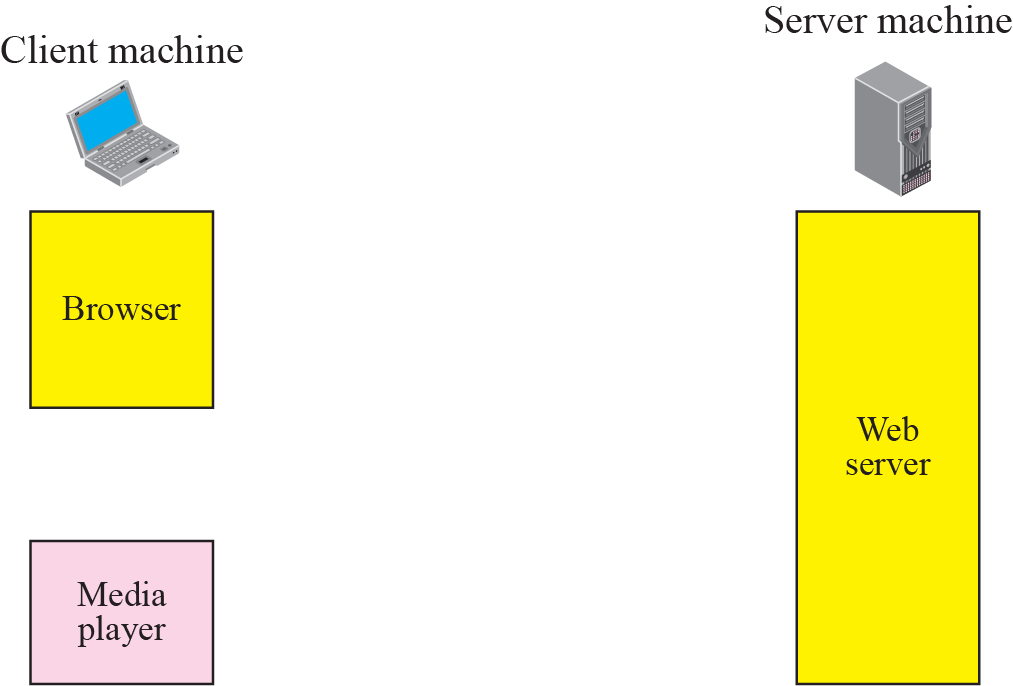 Client machine
Server machine
Browser
Web
server
Media
player